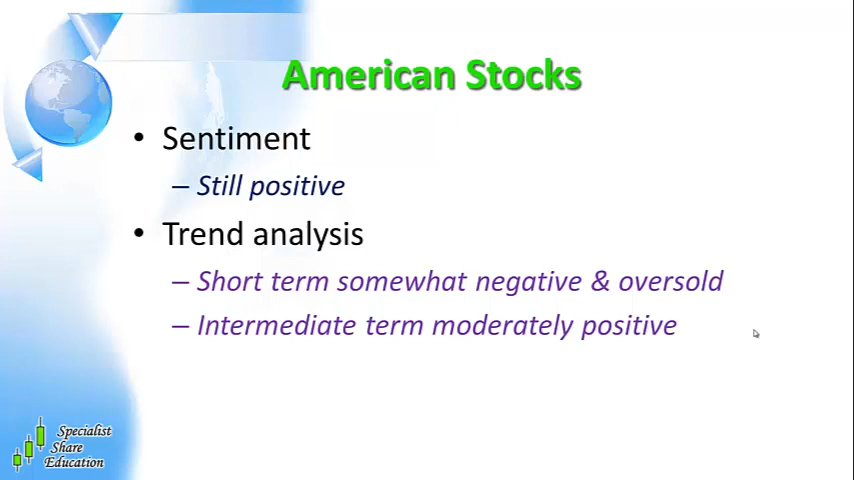 American Stocks
• Sentiment
– Still positive
• Trend analysis
– Short term somewhat negative & oversold
– Intermediate term moderately positive
Specialist
Share
Education